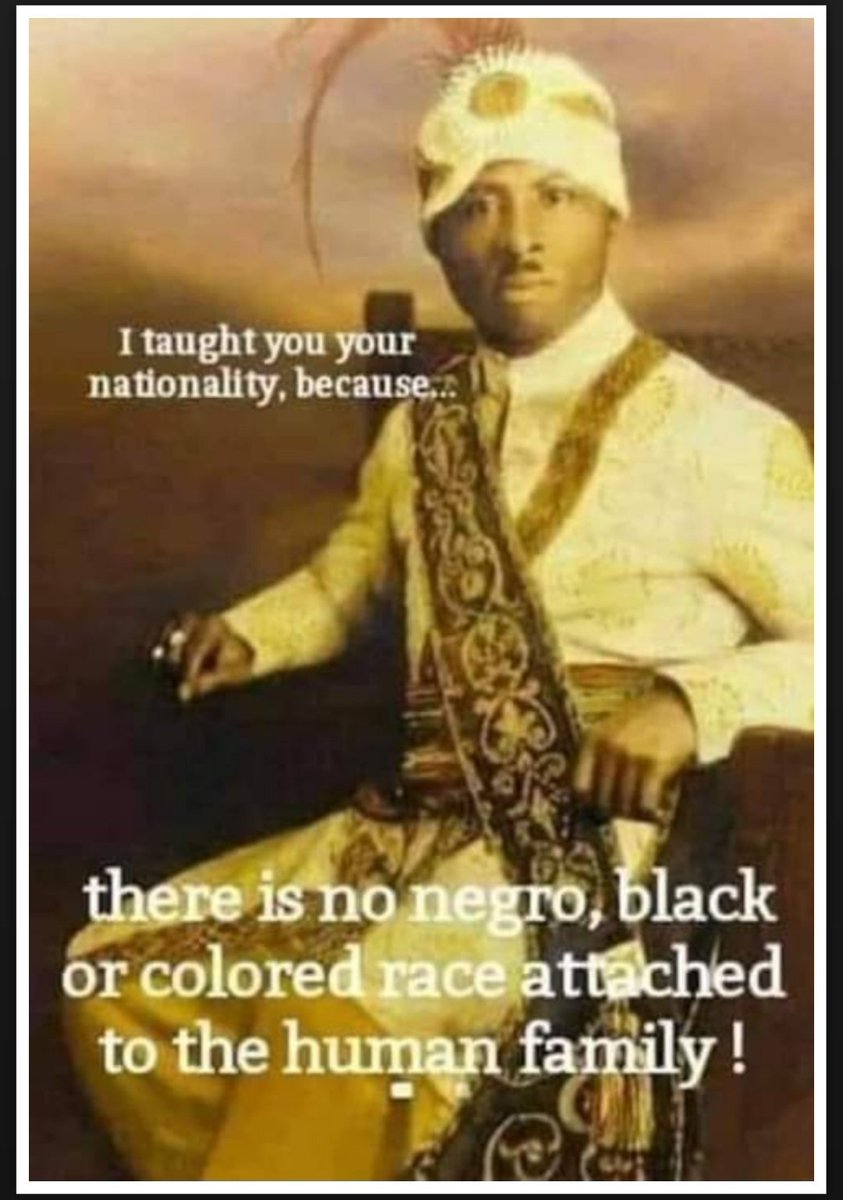 I taught you your
nationality, because...
there is no negro, black
or colored race attached
to the human family !